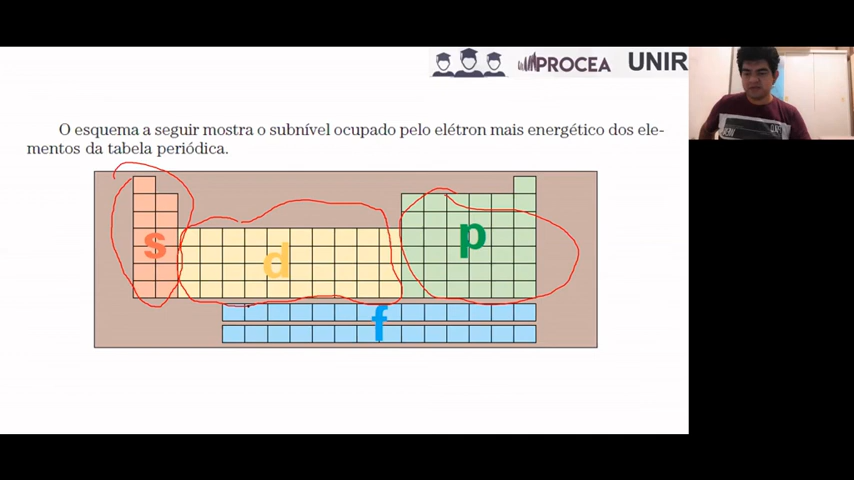 PROCEA
UNIR
O esquema a seguir mostra o subnível ocupado pelo elétron mais energético dos ele-
mentos da tabela periódica.
s
d
p
f